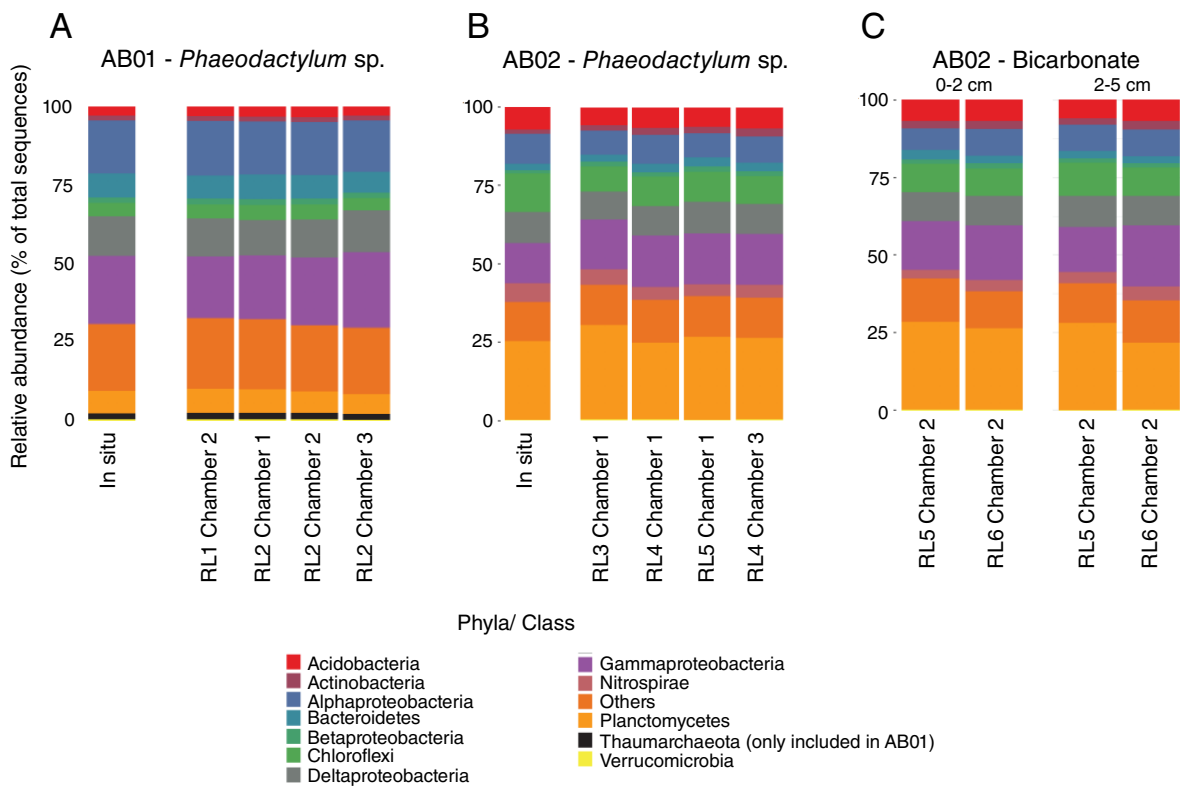 A
AB01 - Phaeodactylum sp.
B
AB02 - Phaeodactylum sp.
C
AB02 - Bicarbonate
0-2 cm
2-5 cm
Relative abundance (% of total sequences)
100
75
50
25
0
In situ
RL1 Chamber 2
RL2 Chamber 1
RL2 Chamber 2
RL2 Chamber 3
100
75
50
25
0
In situ
RL3 Chamber 1
RL4 Chamber 1
RL5 Chamber 1
RL4 Chamber 3
100
75
50
25
0
RL5 Chamber 2
RL6 Chamber 2
RL5 Chamber 2
RL6 Chamber 2
Phyla/ Class
Acidobacteria
Actinobacteria
Alphaproteobacteria
Bacteroidetes
Betaproteobacteria
Chloroflexi
Deltaproteobacteria
Gammaproteobacteria
Nitrospirae
Others
Planctomycetes
Thaumarchaeota (only included in AB01)
Verrucomicrobia